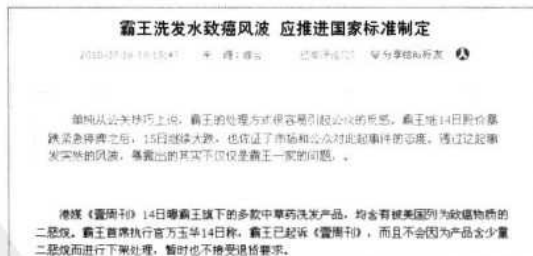 霸王洗发水致癌风波 应推进国家标准制定
分享给MSN好友
单纯从公关技巧上说，霸王的处理方式很容易引起公众的反感，霸王继14日股价暴
跌紧急停牌之后，15日继续大跌，也佐证了市场和公众对此起事件的态度。透过这起事
发突然的风波，暴露出的其实不仅仅是霸王一家的问题。。
港媒《壹周刊》14日曝霸王旗下的多款中草药洗发产品，均含有被美国列为致癌物质的
二恶烷。霸王首席执行官万玉华14日称，霸王已起诉《壹周刊》，而且不会因为产品含少量
二恶烷而进行下架处理，暂时也不接受退货要求。